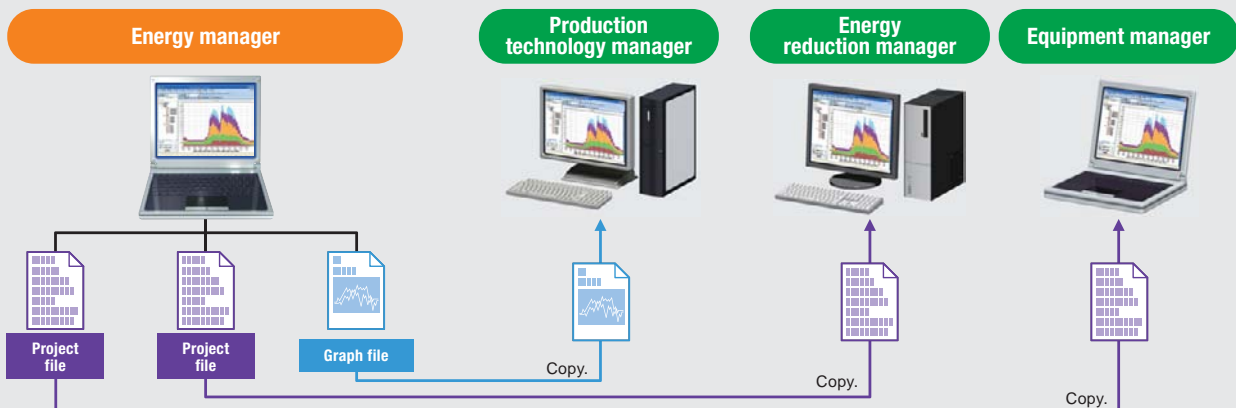 Energy manager
Production
technology manager
Energy
reduction manager
Equipment manager
Project
file
Project
file
Graph file
Copy.
Copy.
Copy.